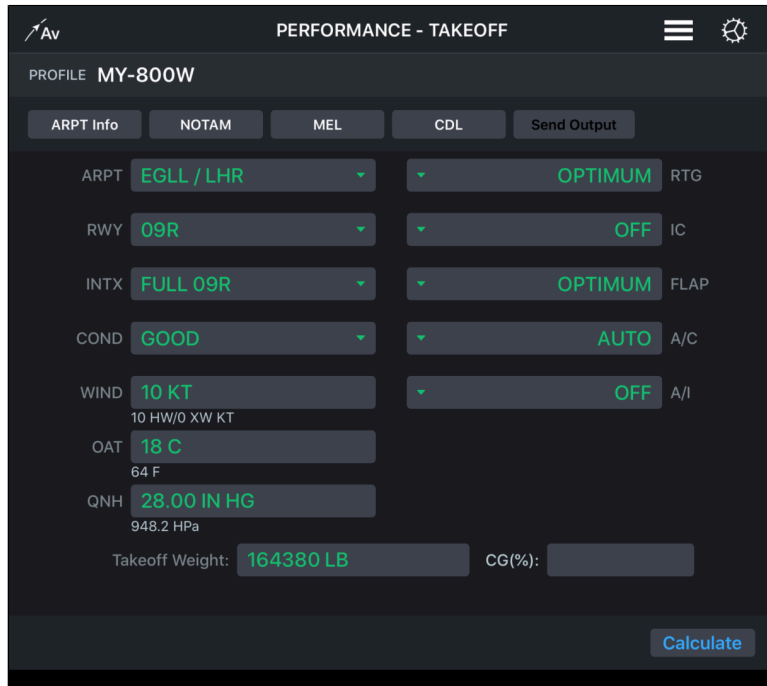 Av PERFORMANCE - TAKEOFF
PROFILE MY-800W
ARPT Info NOTAM MEL CDL Send Output
ARPT EGLL / LHR OPTIMUM RTG
RWY 09R OFF IC
INTX FULL 09R OPTIMUM FLAP
COND GOOD AUTO A/C
WIND 10 KT OFF A/I
10 HW/0 XW KT
OAT 18 C
64 F
QNH 28.00 IN HG
948.2 HPa
Takeoff Weight: 164380 LB CG(%):
Calculate